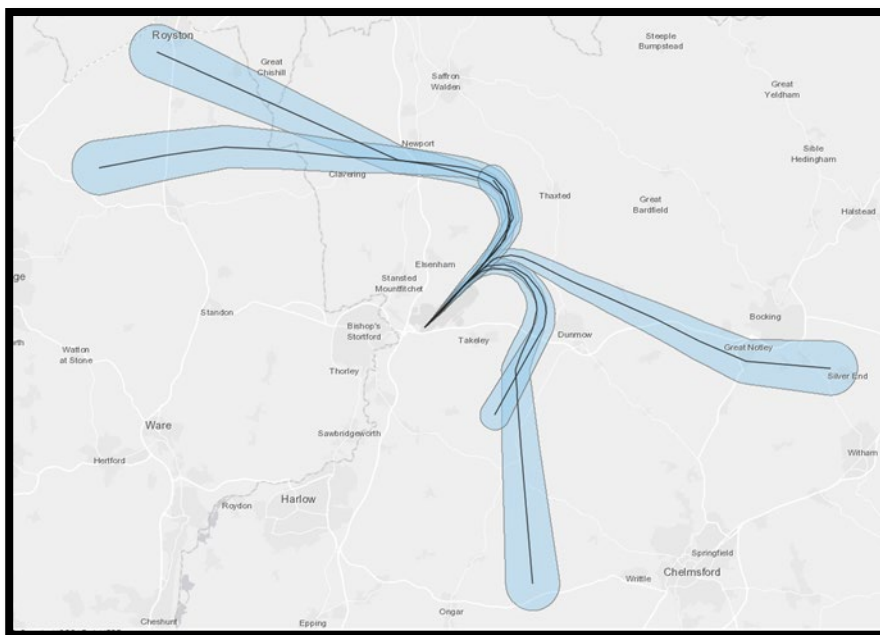 Royston
Steeple
Bumpstead
Great
Chishill
Saffron
Walden
Great
Yeldham
Newport
Sible
Hedingham
Clavering
Thaxted
Great
Bardfield
Halstead
Elsenham
ge
Stansted
Mountfitchet
Standon
Bishop's
Stortford
Takeley
Dunmow
Bocking
orth
Watton
at Stone
Great Notley
Thorley
Silver End
Ware
Sawbridgeworth
Witham
Hertford
Harlow
Roydon
Springfield
Chelmsford
Writtle
Ongar
Cheshunt
Epping